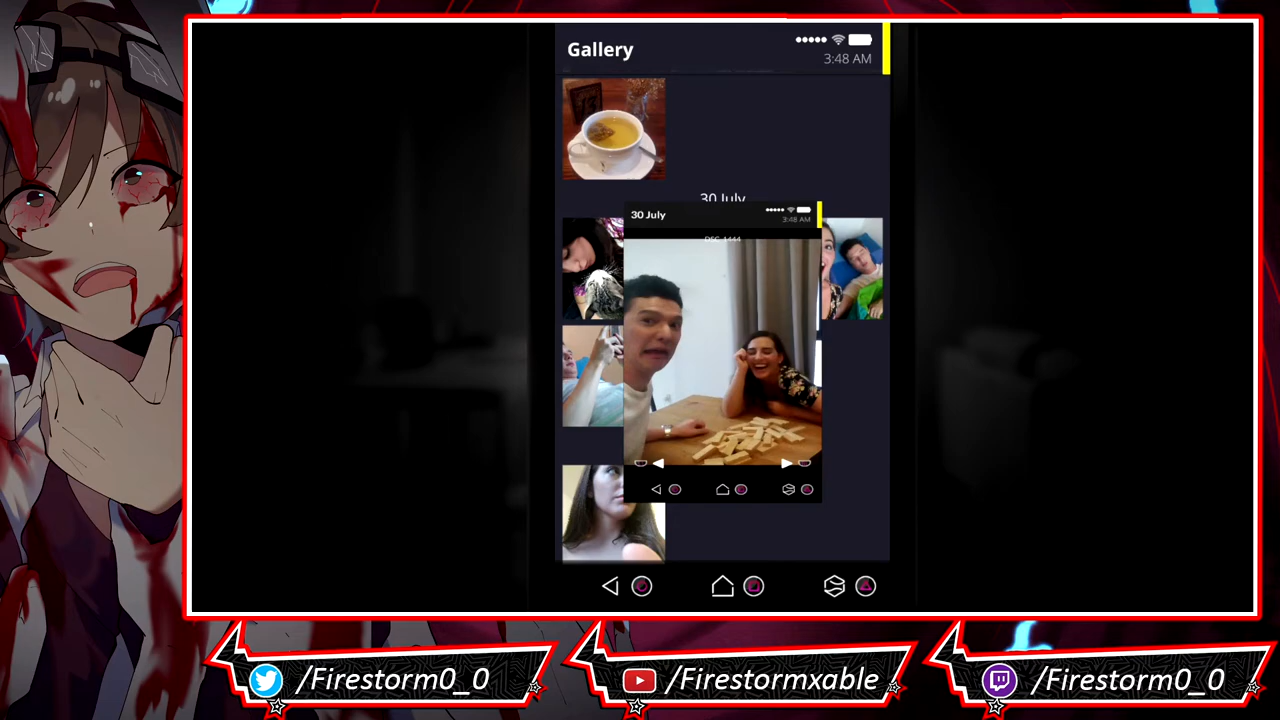 Gallery
3:48 AM
30 July
30 July
3:48 AM
/Firestorm0_0
/Firestormxable
/Firestorm0_0